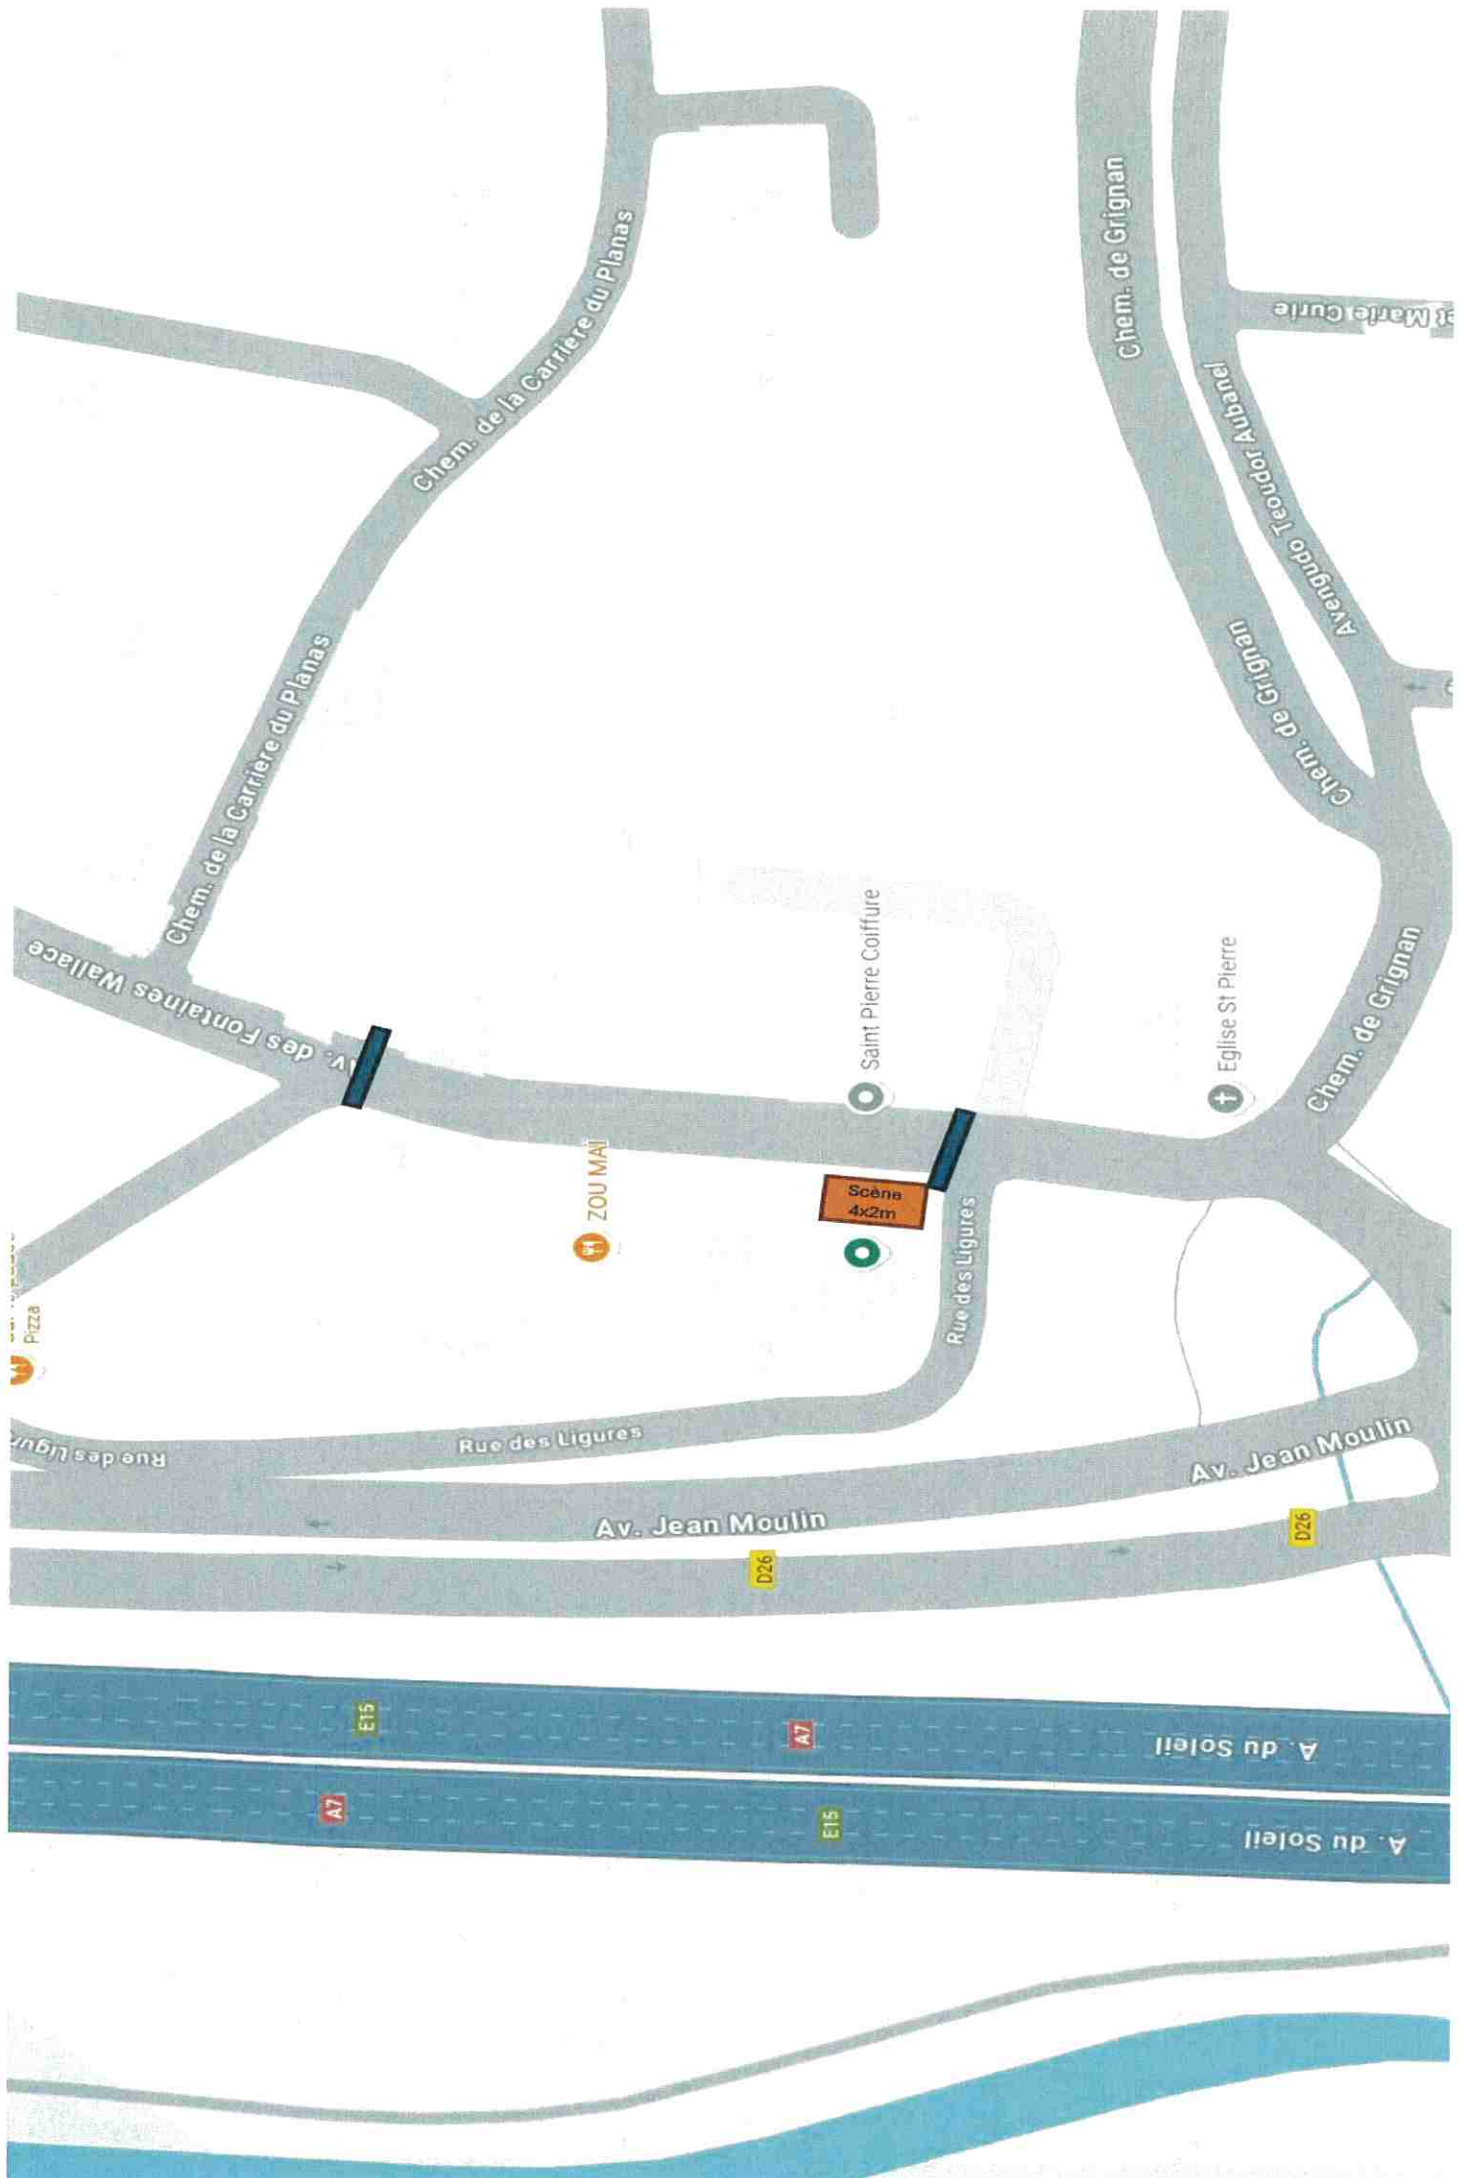 Chem. de Grignan
et Marie Curie
Chem. de la Carrière du Planas
Avengudo Teoudor Aubanel
Chem. de Grignan
Chem. de la Carrière du Planas
Av. des Fontaines Wallace
Saint Pierre Coiffure
Eglise St Pierre
Chem. de Grignan
ZOU MAI
Scène
4x2m
Rue des Ligures
Pizza
Rue des Ligures
Rue des Ligures
Av. Jean Moulin
Av. Jean Moulin
D26
D26
E15
A7
A. du Soleil
A7
E15
A. du Soleil